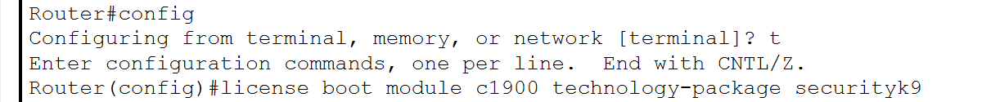 Router#config
Configuring from terminal, memory, or network [terminal]? t
Enter configuration commands, one per line.  End with CNTL/Z.
Router(config)#license boot module c1900 technology-package securityk9